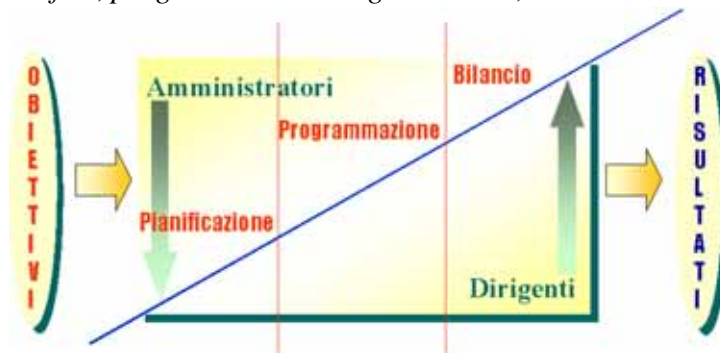 OBIETTIVI
Amministratori
Pianificazione
Programmazione
Bilancio
Dirigenti
RISULTATI